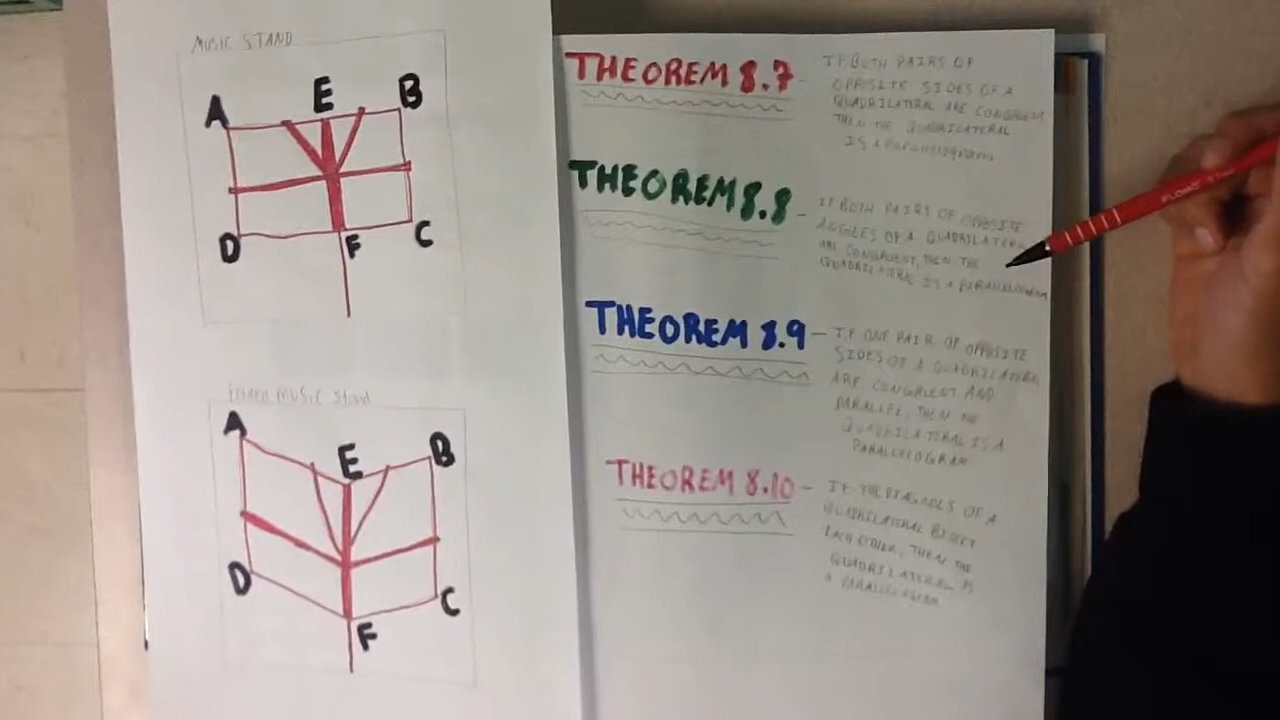 MUSIC STAND
A E B
D F C
MUSIC Stand
A E B
D F C
THEOREM 8.7 - IF BOTH PAIRS OF
OPPOSITE SIDES OF A
QUADRILATERAL ARE CONGRUENT
THEN THE QUADRILATERAL
IS A Parallelogram
THEOREM 8.8 - IF BOTH PAIRS OF OPPOSITE
ANGLES OF A QUADRILATERAL
ARE CONGRUENT, THEN THE
QUADRILATERAL IS A PARALLELOGRAM
THEOREM 8.9 - IF ONE PAIR OF OPPOSITE
SIDES OF A QUADRILATERAL
ARE CONGRUENT AND
PARALLEL, THEN THE
QUADRILATERAL IS A
PARALLELOGRAM
THEOREM 8.10 - IF THE DIAGONALS OF A
QUADRILATERAL BISECT
EACH OTHER, THEN THE
QUADRILATERAL IS
A PARALLELOGRAM